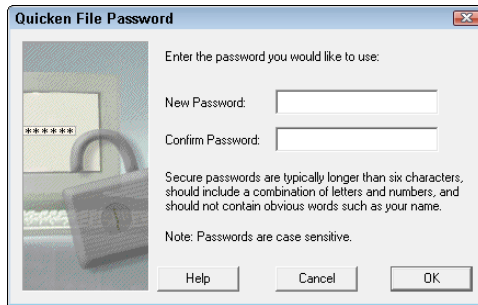 Quicken File Password
Enter the password you would like to use:
New Password:
Confirm Password:
******
Secure passwords are typically longer than six characters,
should include a combination of letters and numbers, and
should not contain obvious words such as your name.
Note: Passwords are case sensitive.
Help Cancel OK